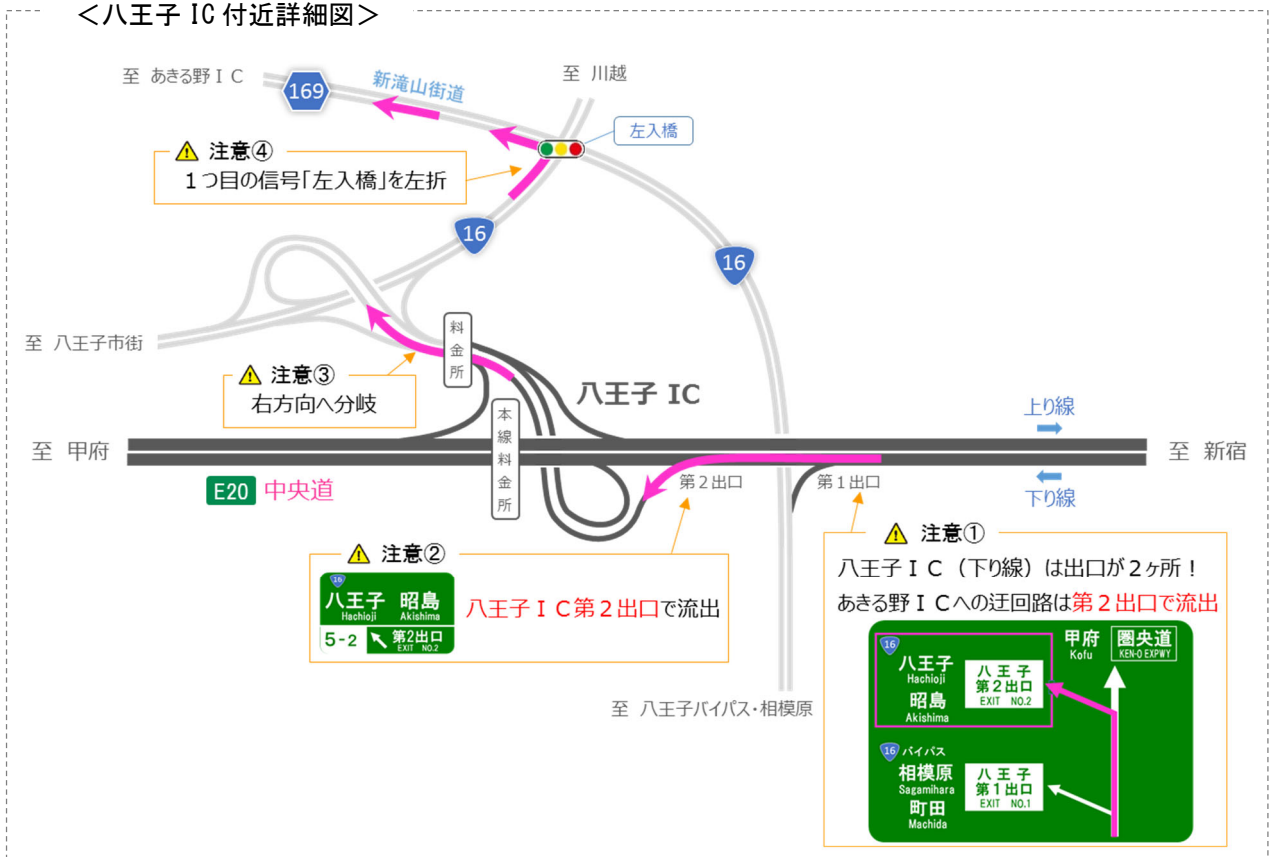 ＜八王子 IC 付近詳細図＞
至 あきる野ＩＣ
169
新滝山街道
至 川越
左入橋
注意④
１つ目の信号「左入橋」を左折
16
16
至 八王子市街
料金所
注意③
右方向へ分岐
八王子 IC
本線料金所
上り線
至 甲府
至 新宿
E20 中央道
第２出口
第１出口
下り線
注意②
16
八王子 昭島
Hachioji Akishima
5-2 第2出口
EXIT NO.2
八王子ＩＣ第２出口で流出
注意①
八王子ＩＣ（下り線）は出口が２ヶ所！
あきる野ＩＣへの迂回路は第２出口で流出
甲府
Kofu
圏央道
KEN-O EXPWY
16
八王子
Hachioji
昭島
Akishima
八王子
第２出口
EXIT NO.2
16 バイパス
相模原
Sagamihara
町田
Machida
八王子
第１出口
EXIT NO.1
至 八王子バイパス・相模原